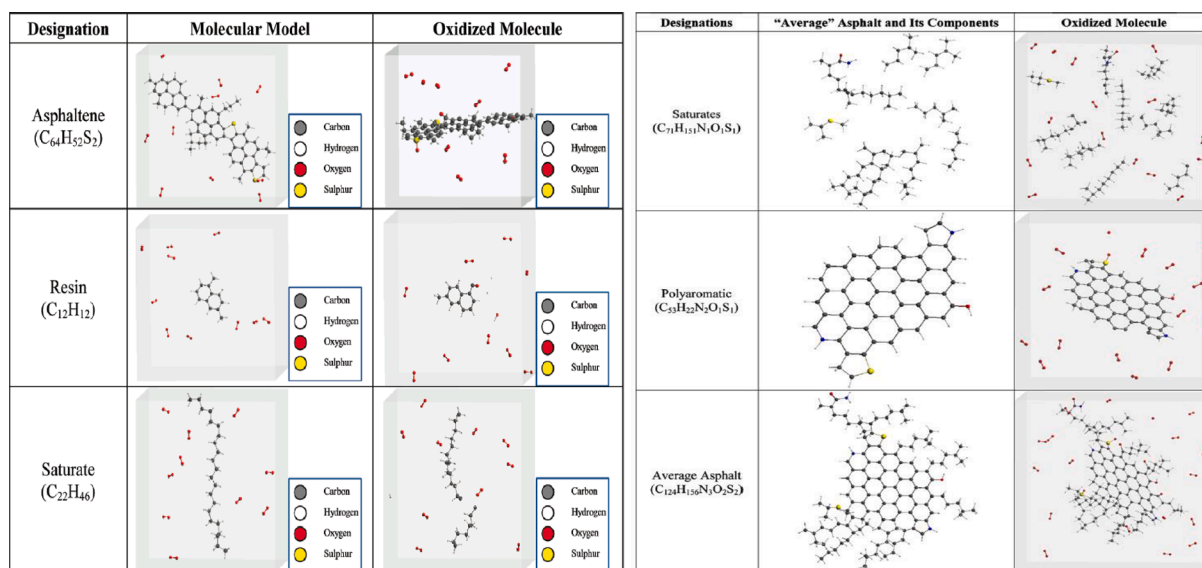 Designation Molecular Model Oxidized Molecule
Asphaltene
(C₆₄H₅₂S₂)
Carbon
Hydrogen
Oxygen
Sulphur
Carbon
Hydrogen
Oxygen
Sulphur
Resin
(C₁₂H₁₂)
Carbon
Hydrogen
Oxygen
Sulphur
Carbon
Hydrogen
Oxygen
Sulphur
Saturate
(C₂₂H₄₆)
Carbon
Hydrogen
Oxygen
Sulphur
Carbon
Hydrogen
Oxygen
Sulphur
Designations “Average” Asphalt and Its Components Oxidized Molecule
Saturates
(C₇₁H₁₅₁N₁O₁S₁)
Polyaromatic
(C₅₃H₂₂N₂O₁S₁)
Average Asphalt
(C₁₂₄H₁₅₆N₃O₂S₂)